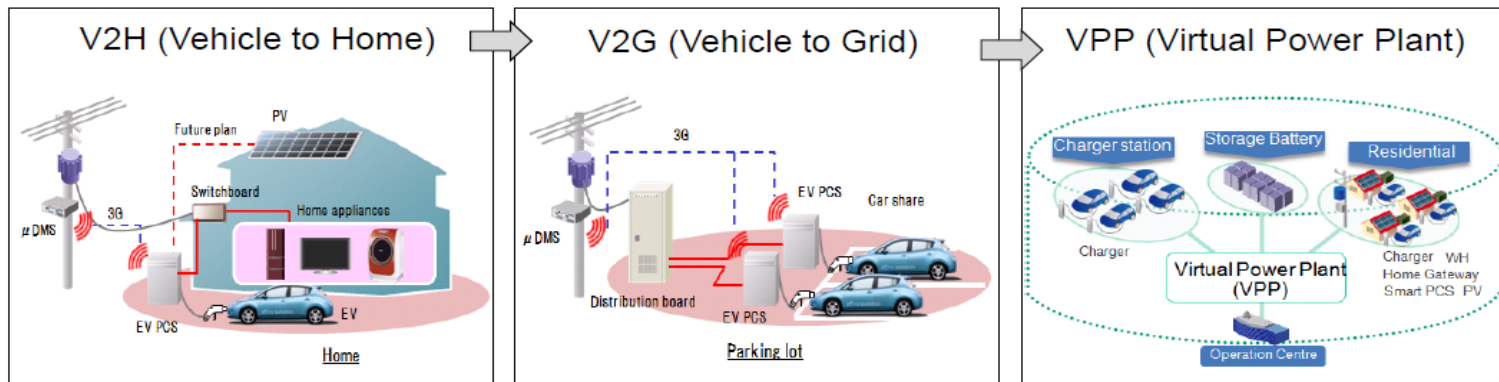 V2H (Vehicle to Home)
PV
Future plan
Switchboard
3G
Home appliances
μDMS
EV PCS
EV
Home
V2G (Vehicle to Grid)
3G
EV PCS
Car share
μDMS
Distribution board
EV PCS
Parking lot
VPP (Virtual Power Plant)
Charger station
Storage Battery
Residential
Charger
Charger WH
Home Gateway
Smart PCS PV
Virtual Power Plant
(VPP)
Operation Centre